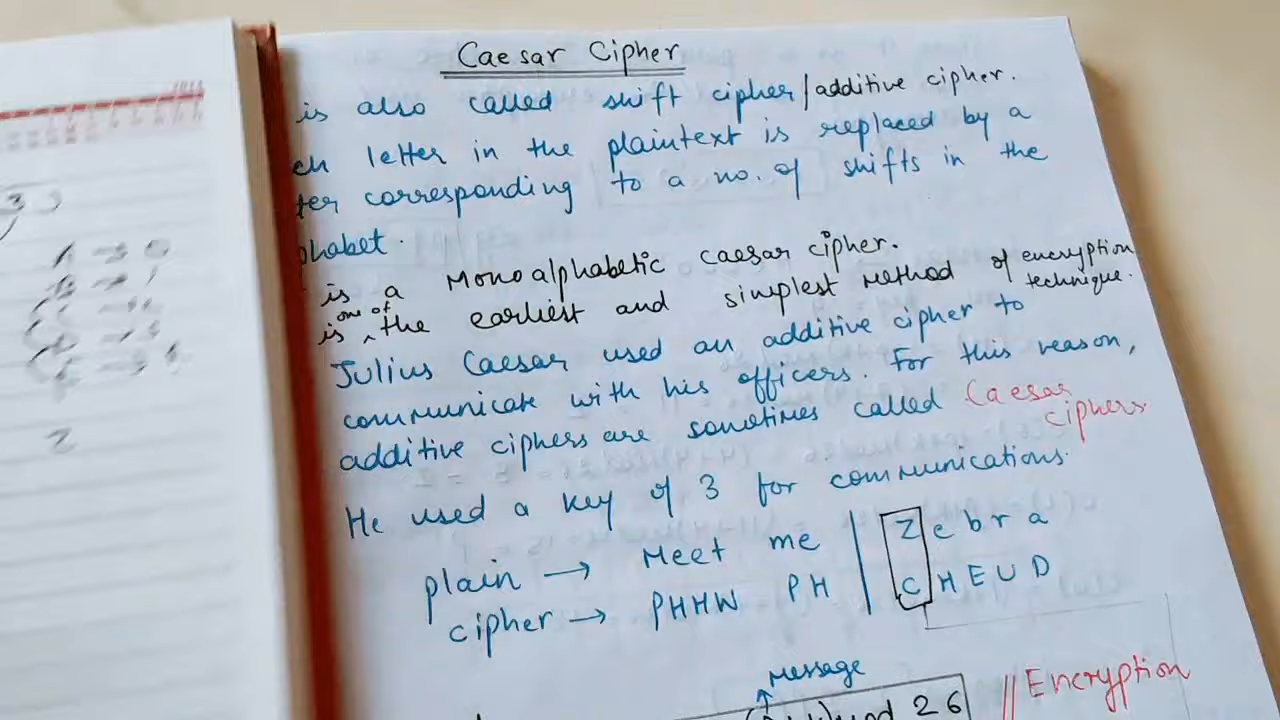 Caesar Cipher
is also called shift cipher/additive cipher.
ch letter in the plaintext is replaced by a
ter corresponding to a no. of shifts in the
phabet.
is a Monoalphabetic caesar cipher.
is one of the earliest and simplest method of encryption technique.
Julius Caesar used an additive cipher to
communicate with his officers. For this reason,
additive ciphers are sometimes called Caesar ciphers
He used a key of 3 for communications.
plain → Meet me | Zebra
cipher → PHHW PH | CHEUD
message
mod 26 // Encryption